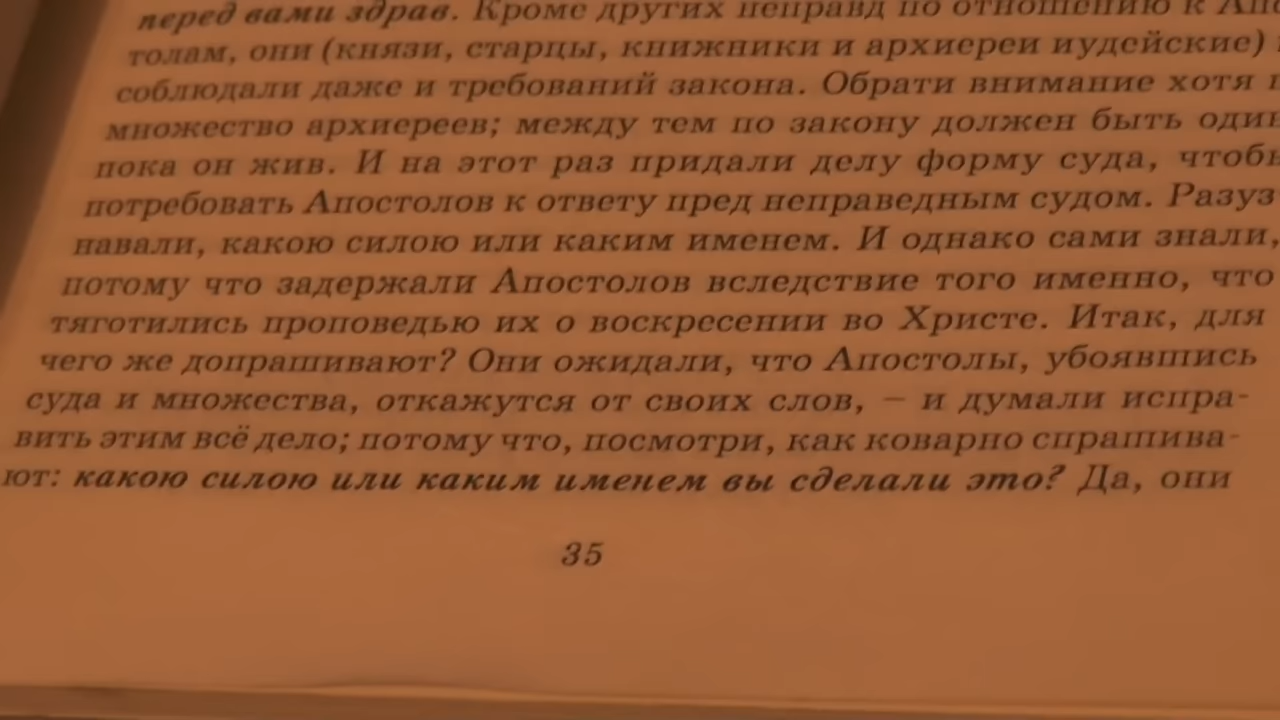 перед вами здрав. Кроме других неправд по отношению к Апо
толам, они (князи, старцы, книжники и архиереи иудейские)
соблюдали даже и требований закона. Обрати внимание хотя
множество архиереев; между тем по закону должен быть один
пока он жив. И на этот раз придали делу форму суда, чтобы
потребовать Апостолов к ответу пред неправедным судом. Разуз
навали, какою силою или каким именем. И однако сами знали,
потому что задержали Апостолов вследствие того именно, что
тяготились проповедью их о воскресении во Христе. Итак, для
чего же допрашивают? Они ожидали, что Апостолы, убоявшись
суда и множества, откажутся от своих слов, – и думали испра-
вить этим всё дело; потому что, посмотри, как коварно спрашива-
ют: какою силою или каким именем вы сделали это? Да, они
35